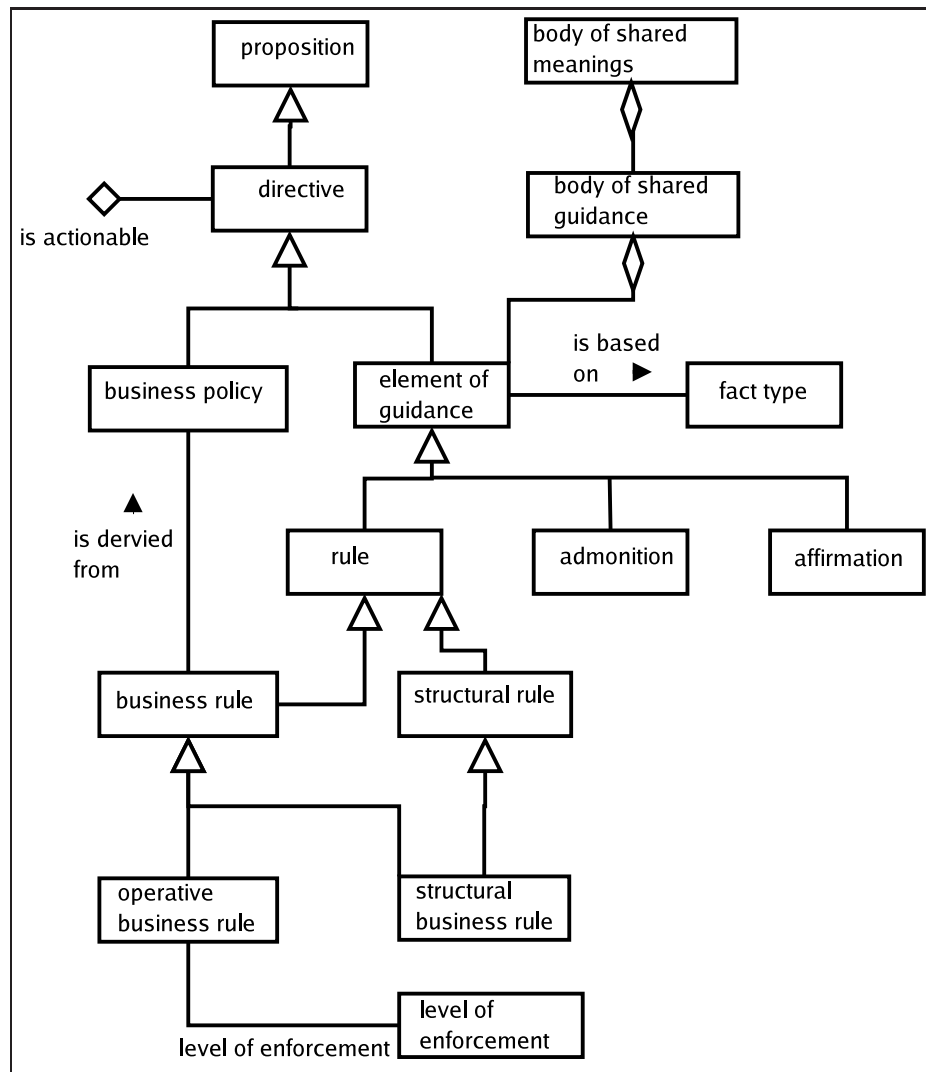 proposition
body of shared
meanings
directive
body of shared
guidance
is actionable
is based
on
business policy
element of
guidance
fact type
is dervied
from
rule
admonition
affirmation
business rule
structural rule
operative
business rule
structural
business rule
level of enforcement
level of
enforcement